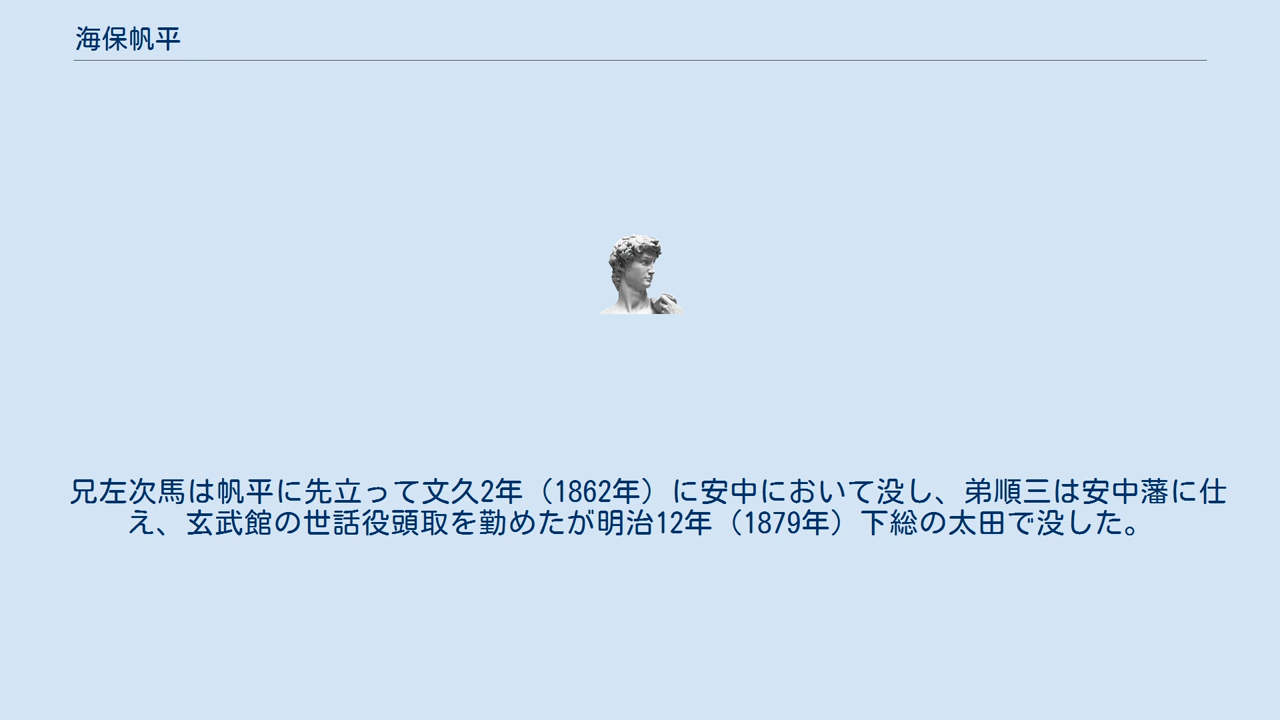 海保帆平
兄左次馬は帆平に先立って文久2年（1862年）に安中において没し、弟順三は安中藩に仕
え、玄武館の世話役頭取を勤めたが明治12年（1879年）下総の太田で没した。